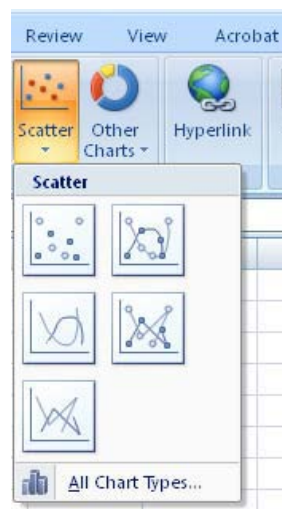 Review View Acrobat
Scatter Other Charts Hyperlink
Scatter
All Chart Types...